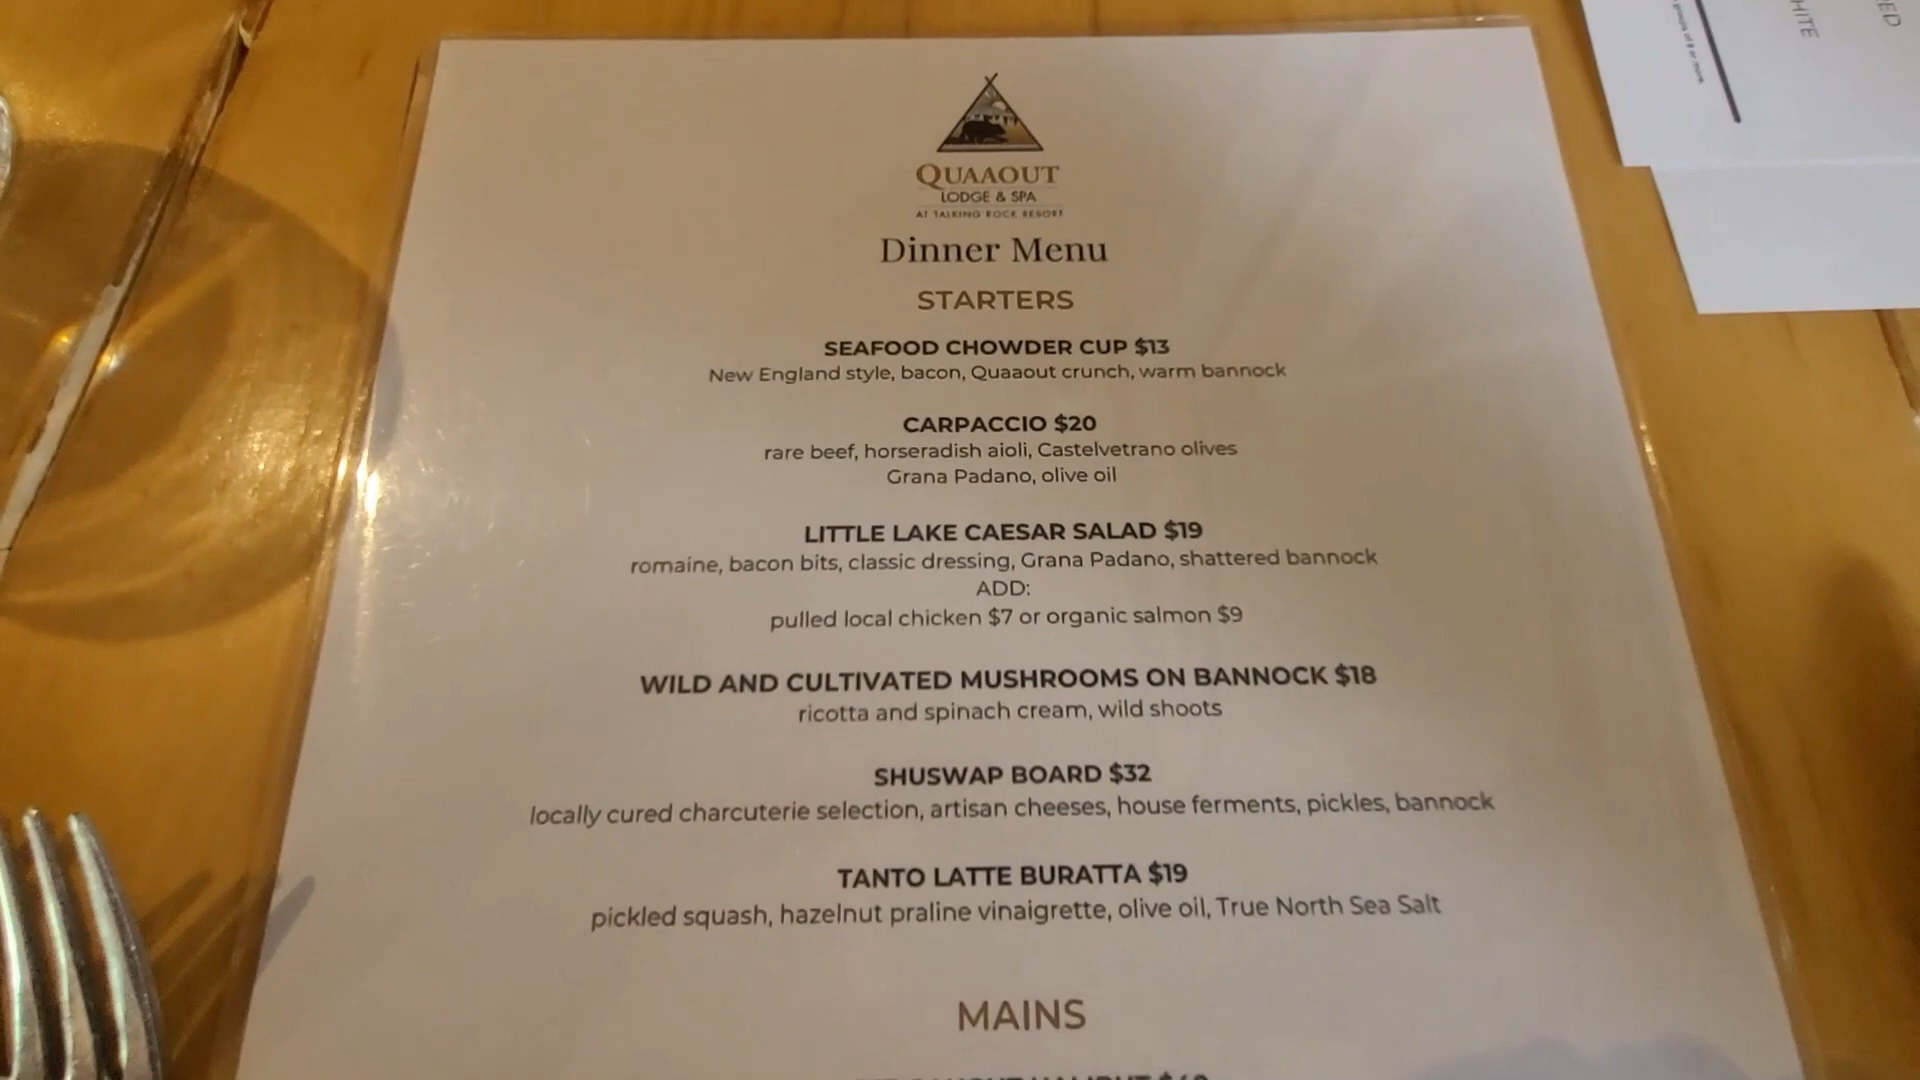 QUAAOUT
LODGE & SPA
AT TALKING ROCK RESORT
Dinner Menu
STARTERS
SEAFOOD CHOWDER CUP $13
New England style, bacon, Quaaout crunch, warm bannock
CARPACCIO $20
rare beef, horseradish aioli, Castelvetrano olives
Grana Padano, olive oil
LITTLE LAKE CAESAR SALAD $19
romaine, bacon bits, classic dressing, Grana Padano, shattered bannock
ADD:
pulled local chicken $7 or organic salmon $9
WILD AND CULTIVATED MUSHROOMS ON BANNOCK $18
ricotta and spinach cream, wild shoots
SHUSWAP BOARD $32
locally cured charcuterie selection, artisan cheeses, house ferments, pickles, bannock
TANTO LATTE BURATTA $19
pickled squash, hazelnut praline vinaigrette, olive oil, True North Sea Salt
MAINS
groups of 8 or more